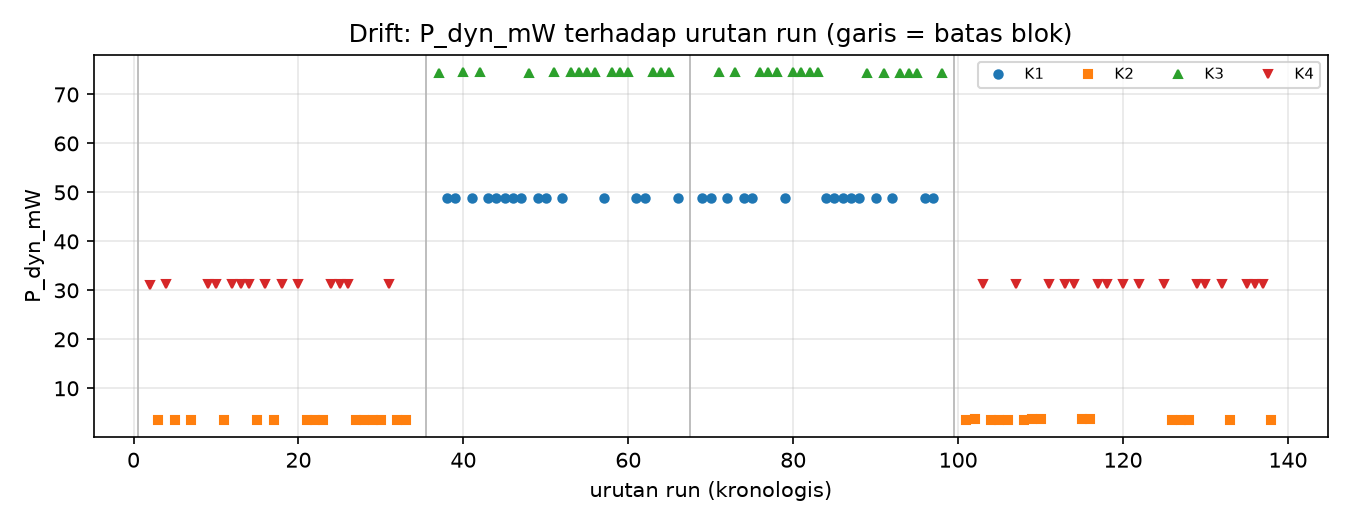 Drift: P_dyn_mW terhadap urutan run (garis = batas blok)
K1 K2 K3 K4
P_dyn_mW
70
60
50
40
30
20
10
0 20 40 60 80 100 120 140
urutan run (kronologis)